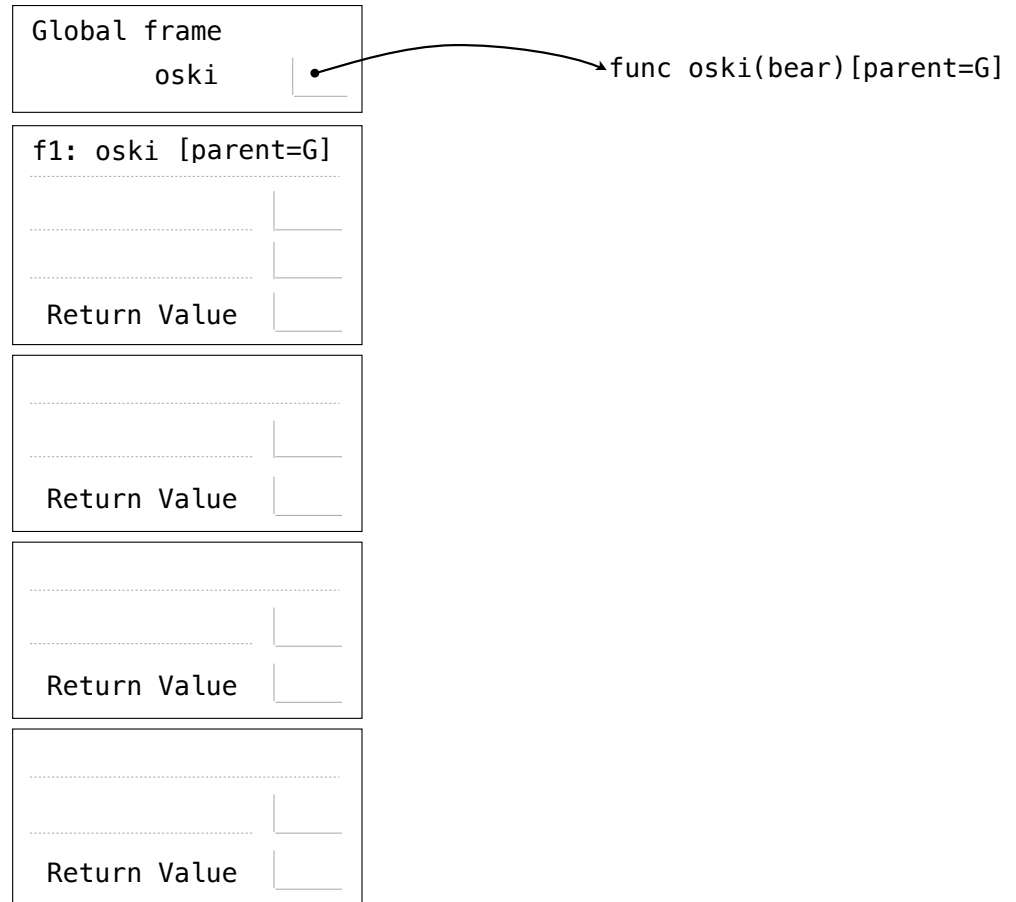 Global frame
oski
func oski(bear)[parent=G]
f1: oski [parent=G]
Return Value
Return Value
Return Value
Return Value